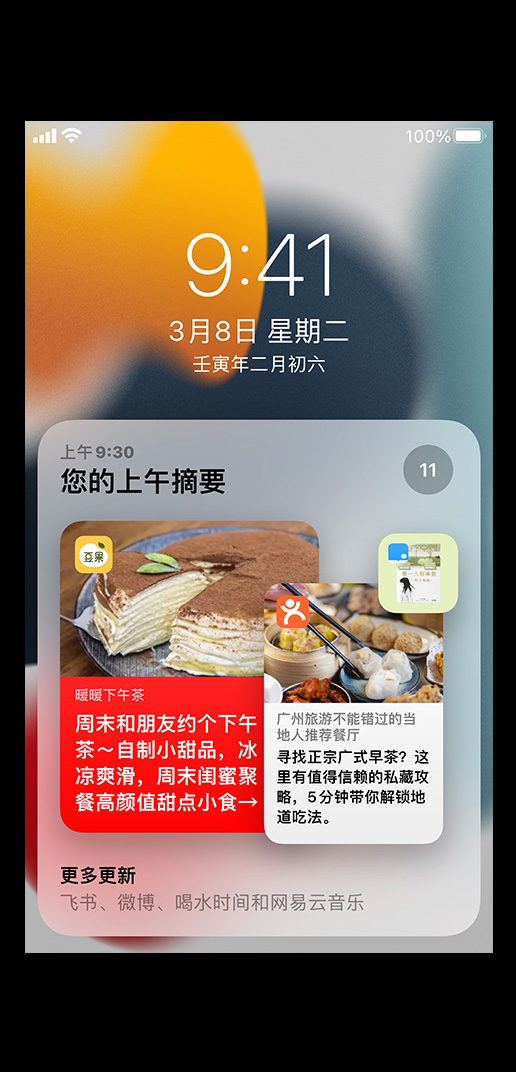 100%
9:41
3月8日 星期二
壬寅年二月初六
上午9:30
您的上午摘要
11
豆果
暖暖下午茶
周末和朋友约个下午
茶～自制小甜品，冰
凉爽滑，周末闺蜜聚
餐高颜值甜点小食→
广州旅游不能错过的当
地人推荐餐厅
寻找正宗广式早茶？这
里有值得信赖的私藏攻
略，5分钟带你解锁地
道吃法。
更多更新
飞书、微博、喝水时间和网易云音乐